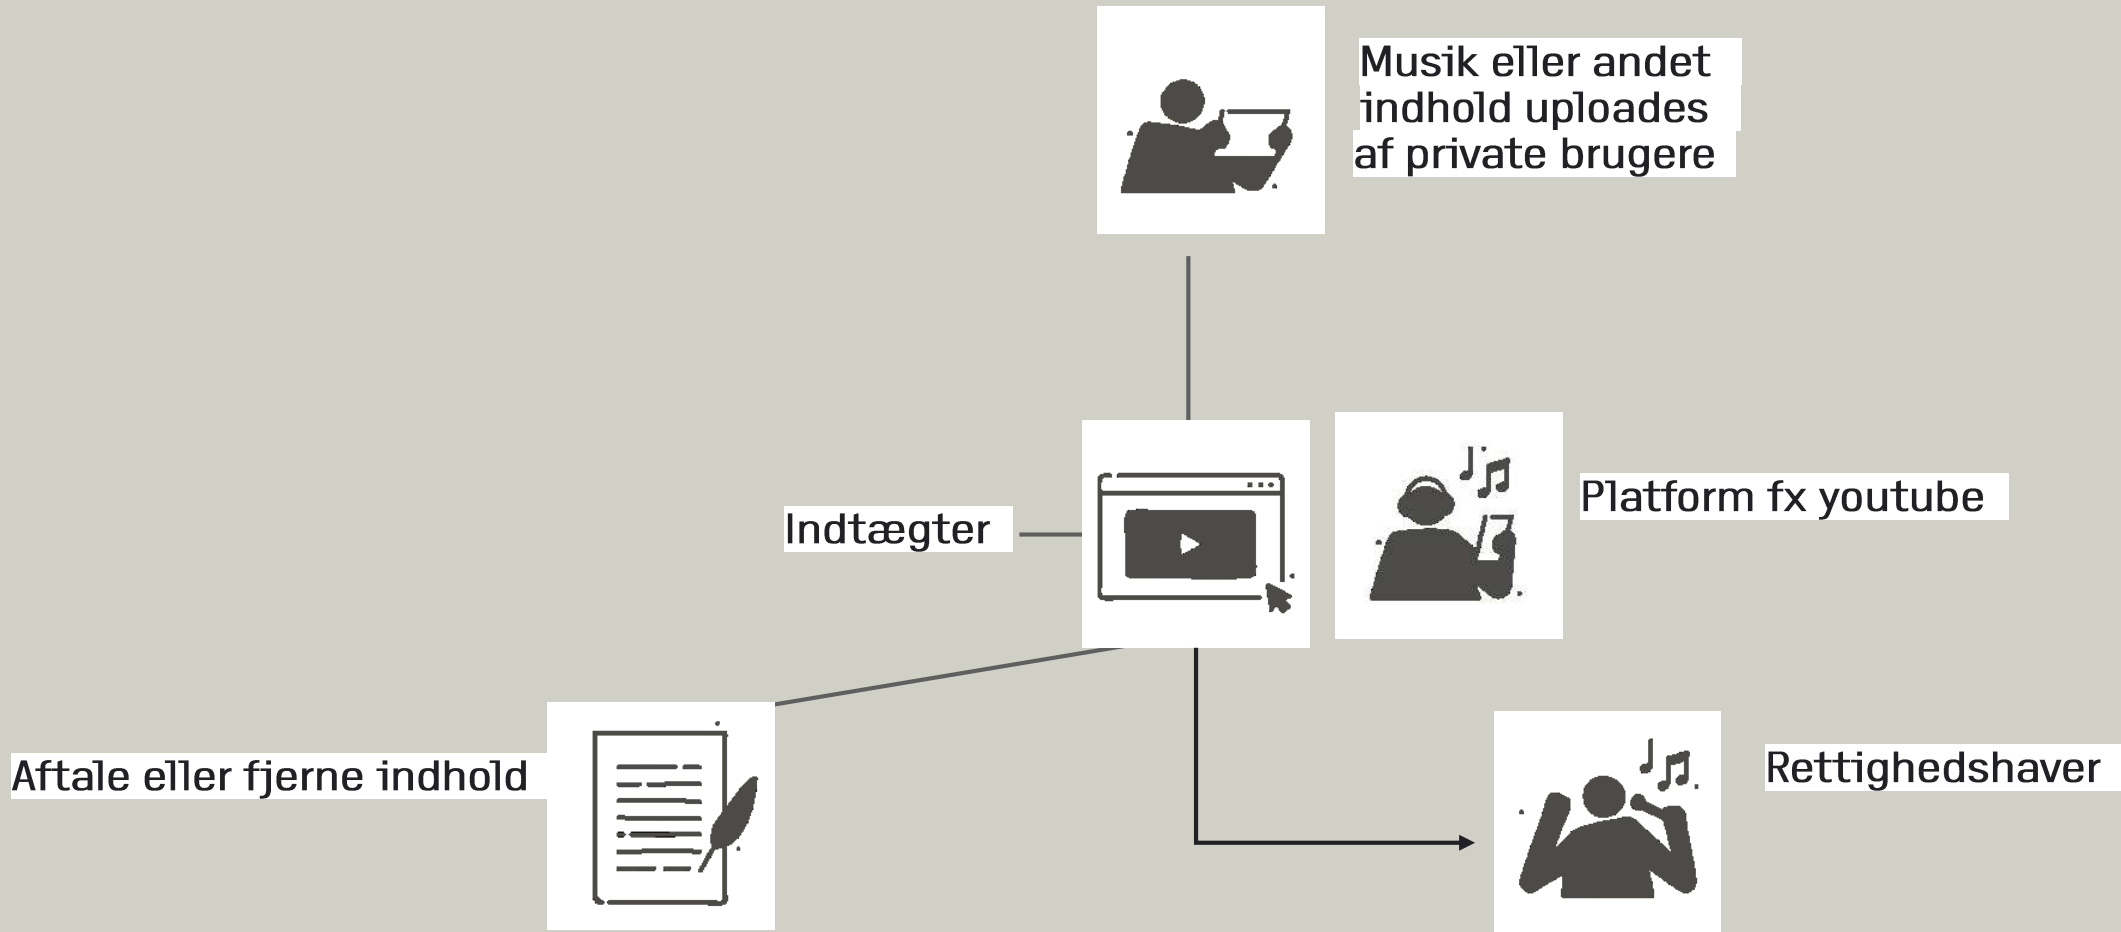 Musik eller andet
indhold uploades
af private brugere
Platform fx youtube
Indtægter
Aftale eller fjerne indhold
Rettighedshaver